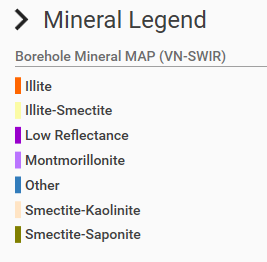 Mineral Legend
Borehole Mineral MAP (VN-SWIR)
Illite
Illite-Smectite
Low Reflectance
Montmorillonite
Other
Smectite-Kaolinite
Smectite-Saponite